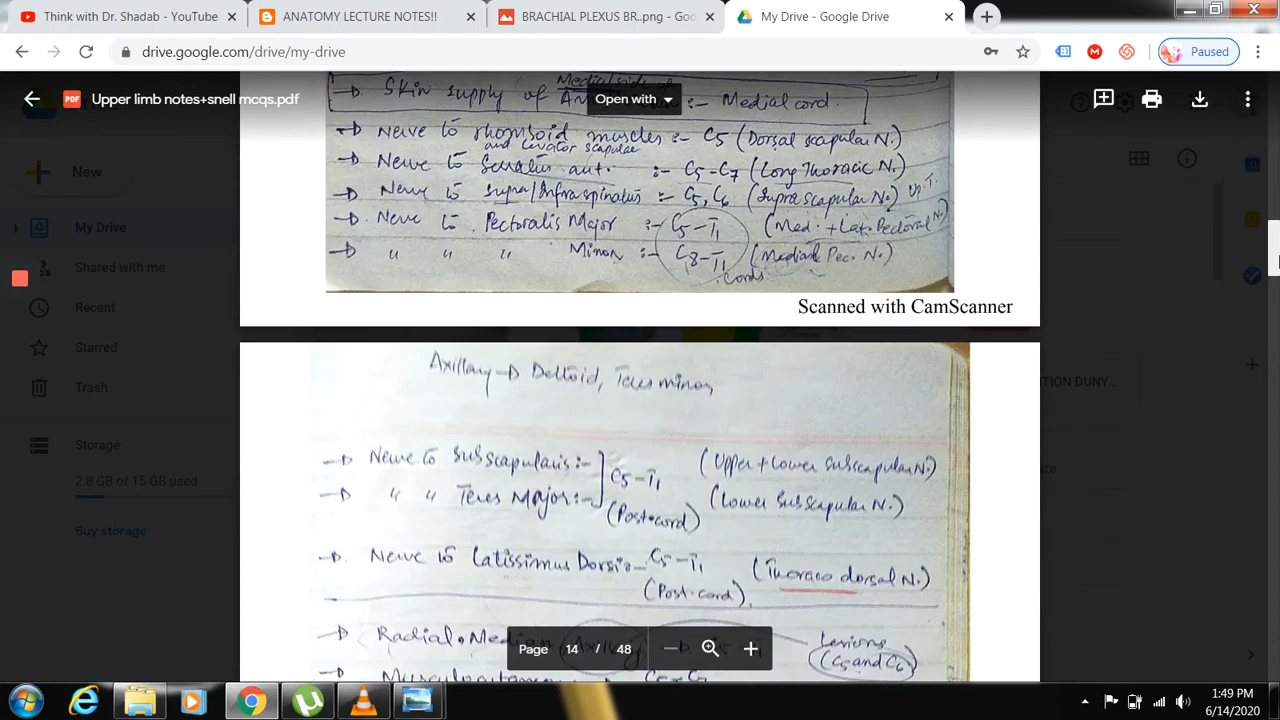 Think with Dr. Shadab - YouTube
ANATOMY LECTURE NOTES!!
BRACHIAL PLEXUS BR..png - Goo
My Drive - Google Drive
drive.google.com/drive/my-drive
Paused
Upper limb notes+snell mcqs.pdf
Open with
New
My Drive
Shared with me
Recent
Starred
Trash
Storage
2.8 GB of 15 GB used
Buy storage
Skin supply of Medial side of :- Medial cord.
Nerve to rhomboid muscles :- C5 (Dorsal scapular N.)
and levator scapulae
Nerve to Serratus ant. :- C5-C7 (Long Thoracic N.)
Nerve to Supra/Infraspinatus :- C5, C6 (Supra scapular N.) Up. T.
Nerve to Pectoralis Major :- C5-T1 (Med. + Lat. Pectoral N.)
" " " Minor :- C8-T1 (Medial Pec. N.)
cords
Scanned with CamScanner
Axillary → Deltoid, Teres minor,
Nerve to Subscapularis :- ] C5-T1 (Upper + Lower Subscapular N.)
" " Teres Major :- (Post. cord) (Lower Subscapular N.)
Nerve to Latissimus Dorsi :- C5-T1 (Thoraco dorsal N.)
(Post. cord).
Radial, Median Lesions
(C5 and C6)
Page 14 / 48
1:49 PM
6/14/2020